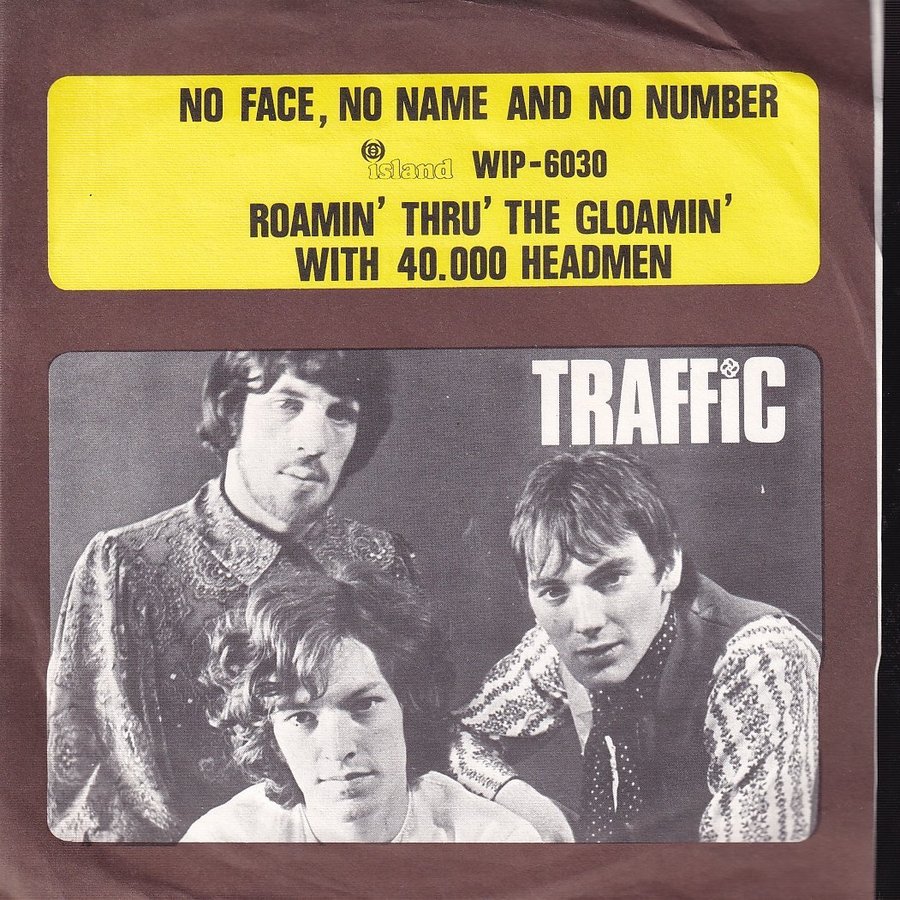 NO FACE, NO NAME AND NO NUMBER
island WIP-6030
ROAMIN' THRU' THE GLOAMIN'
WITH 40.000 HEADMEN
TRAFFiC